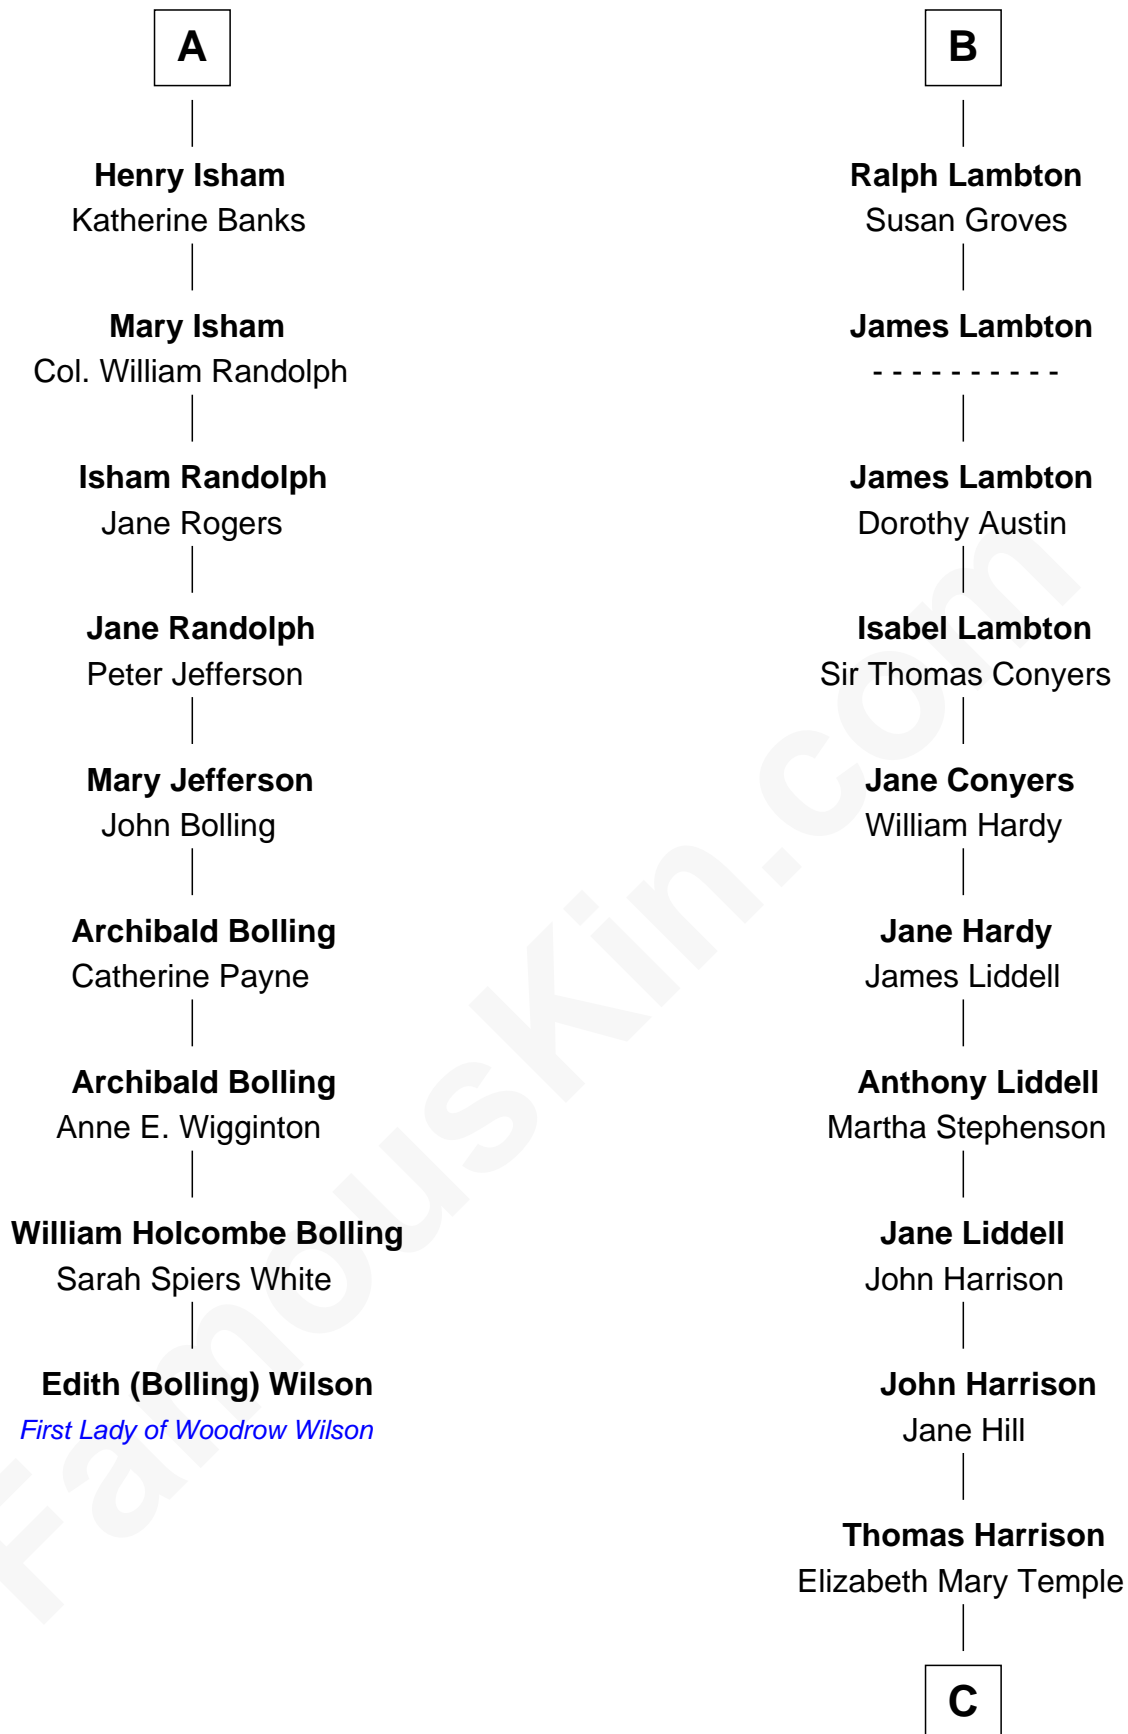 A
Henry Isham
Katherine Banks
Mary Isham
Col. William Randolph
Isham Randolph
Jane Rogers
Jane Randolph
Peter Jefferson
Mary Jefferson
John Bolling
Archibald Bolling
Catherine Payne
Archibald Bolling
Anne E. Wigginton
William Holcombe Bolling
Sarah Spiers White
Edith (Bolling) Wilson
First Lady of Woodrow Wilson
B
Ralph Lambton
Susan Groves
James Lambton
- - - - - - - - - -
James Lambton
Dorothy Austin
Isabel Lambton
Sir Thomas Conyers
Jane Conyers
William Hardy
Jane Hardy
James Liddell
Anthony Liddell
Martha Stephenson
Jane Liddell
John Harrison
John Harrison
Jane Hill
Thomas Harrison
Elizabeth Mary Temple
C
FamousKin.com